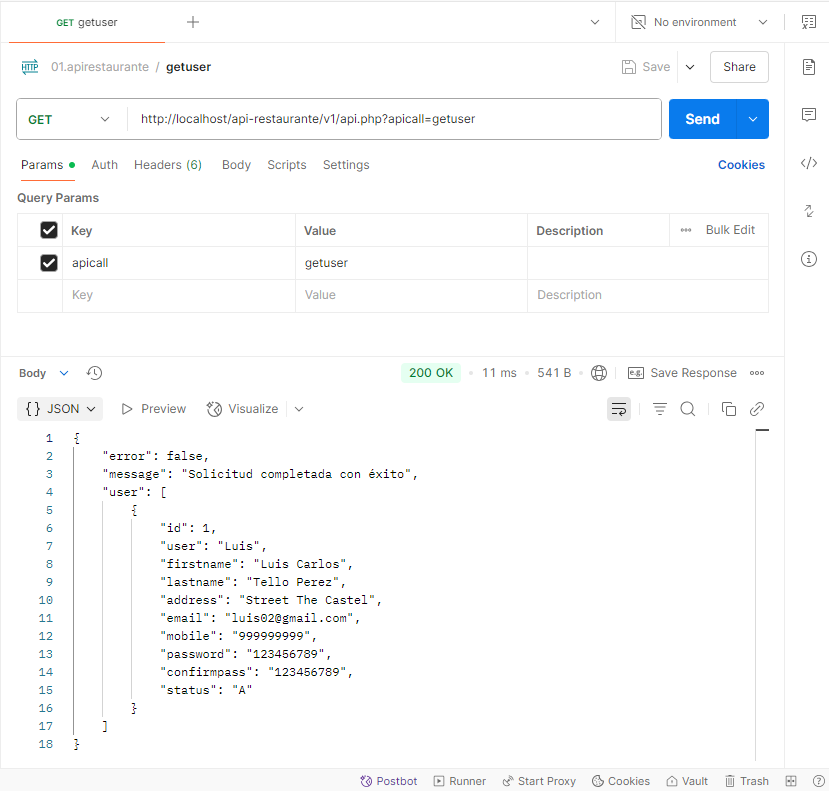 GET getuser
No environment
HTTP 01.apirestaurante / getuser
Save
Share
GET http://localhost/api-restaurante/v1/api.php?apicall=getuser
Send
Params Auth Headers (6) Body Scripts Settings Cookies
Query Params
Key Value Description Bulk Edit
apicall getuser
Key Value Description
Body 200 OK 11 ms 541 B e.g. Save Response
{} JSON Preview Visualize
1 {
2 "error": false,
3 "message": "Solicitud completada con éxito",
4 "user": [
5 {
6 "id": 1,
7 "user": "Luis",
8 "firstname": "Luis Carlos",
9 "lastname": "Tello Perez",
10 "address": "Street The Castel",
11 "email": "luis02@gmail.com",
12 "mobile": "999999999",
13 "password": "123456789",
14 "confirmpass": "123456789",
15 "status": "A"
16 }
17 ]
18 }
Postbot Runner Start Proxy Cookies Vault Trash